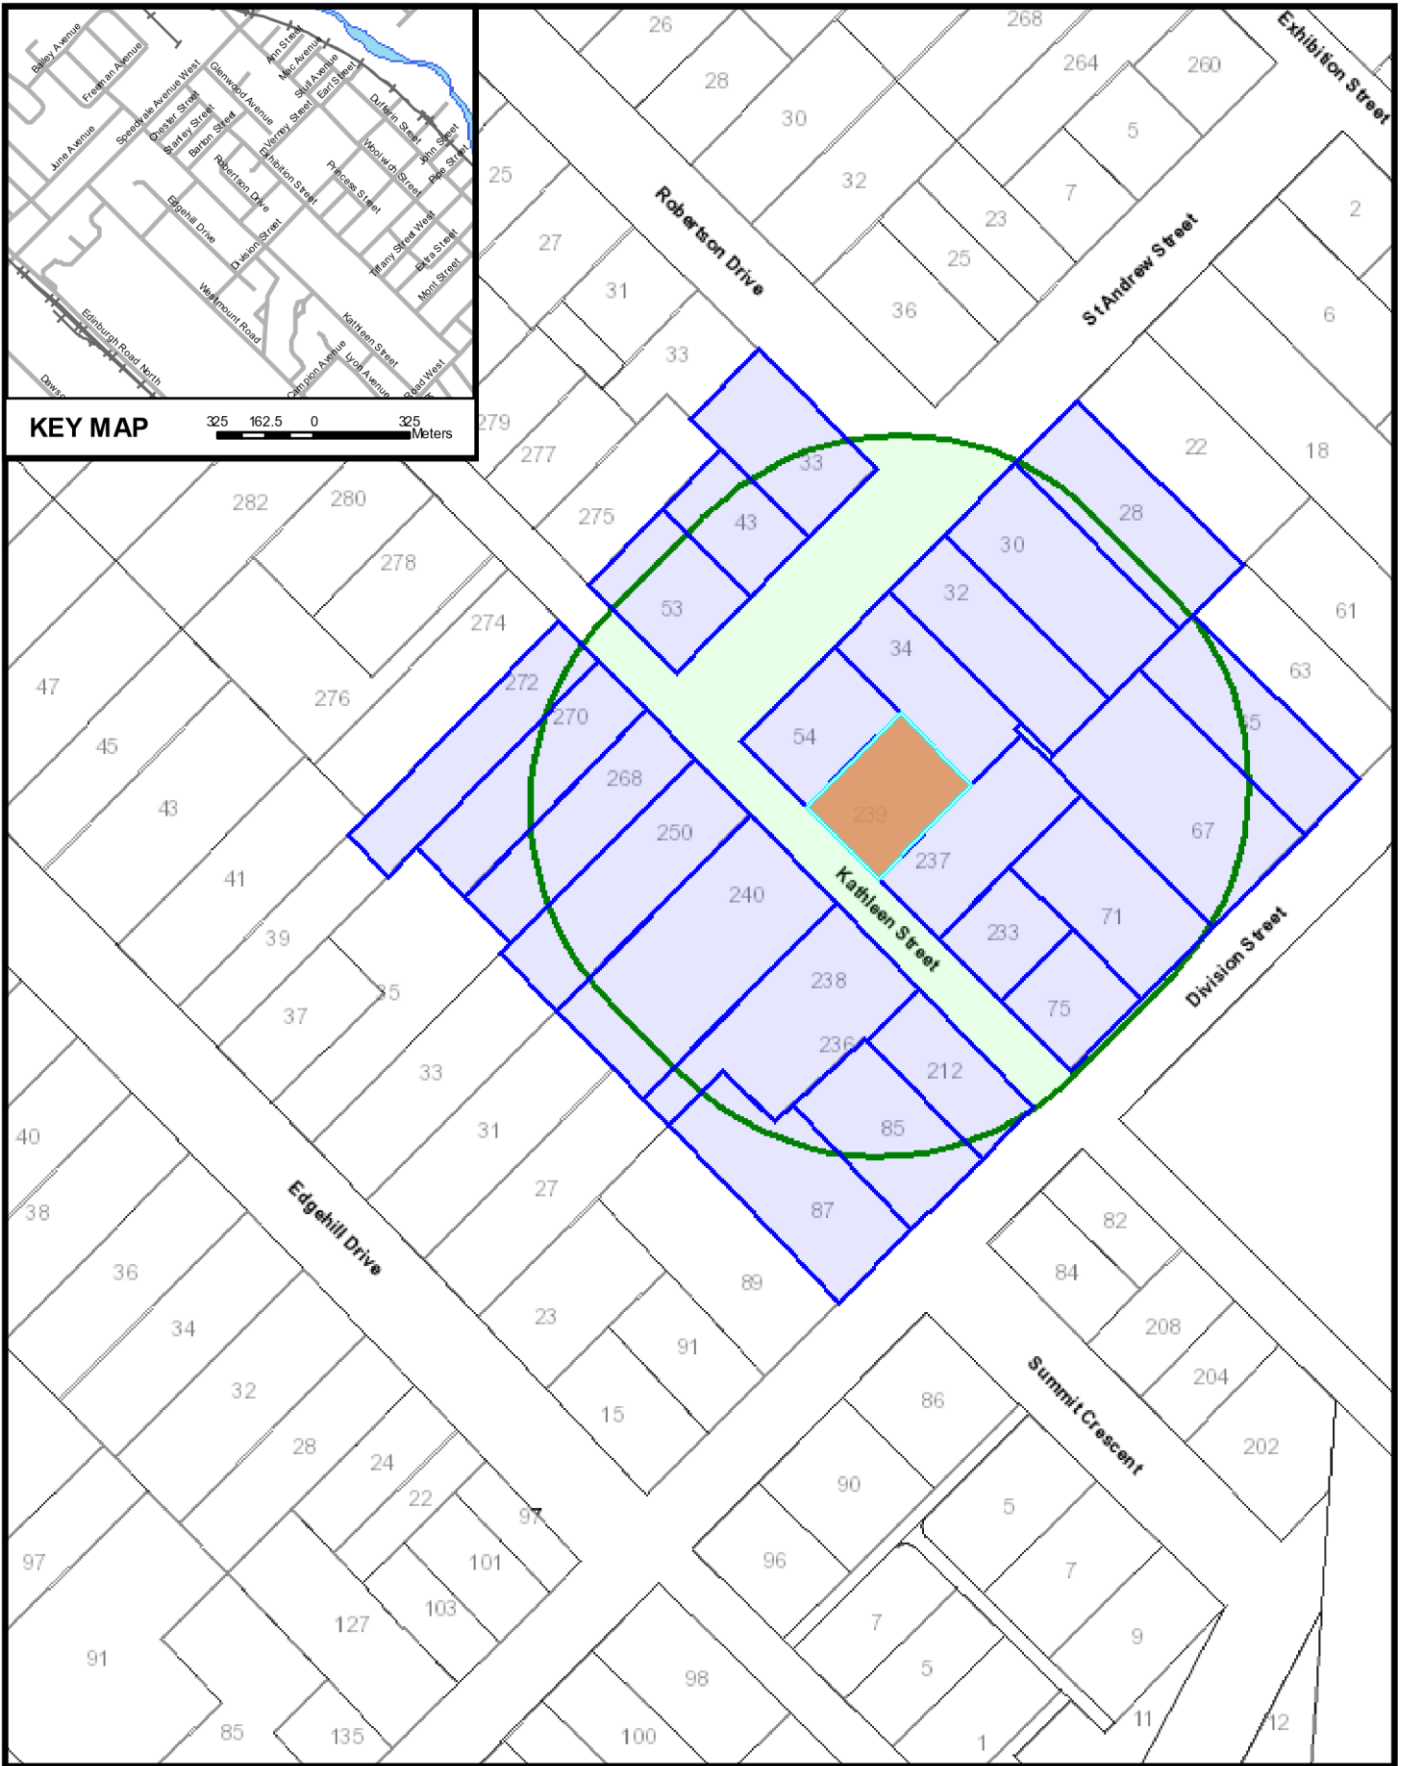 Bailey Avenue
Freeman Avenue
June Avenue
Speedvale Avenue West
Chester Street
Stanley Street
Barton Street
Glenwood Avenue
Ann Street
Mac Avenue
Stull Avenue
Earl Street
Verney Street
Exhibition Street
Robertson Drive
Dufferin Street
Woolwich Street
John Street
Pipe Street
Princess Street
Edgehill Drive
Division Street
Tiffany Street West
Extra Street
Mont Street
Westmount Road
Kathleen Street
Edinburgh Road North
Campion Avenue
Lyon Avenue
Road West
KEY MAP
325 162.5 0 325
Meters
Exhibition Street
Robertson Drive
St Andrew Street
Kathleen Street
Division Street
Edgehill Drive
Summit Crescent
26
268
28
264
260
30
5
25
32
7
2
27
23
25
31
36
6
33
279
277
22
18
33
282
280
275
43
28
278
30
32
53
61
274
34
63
47
276
272
270
54
45
268
43
250
239
67
237
41
240
71
39
233
238
35
37
75
236
33
212
40
31
85
27
38
87
82
36
84
89
23
34
208
91
204
32
86
15
28
202
24
90
22
5
97
97
101
96
7
103
7
127
9
91
5
98
11
12
85
135
100
1